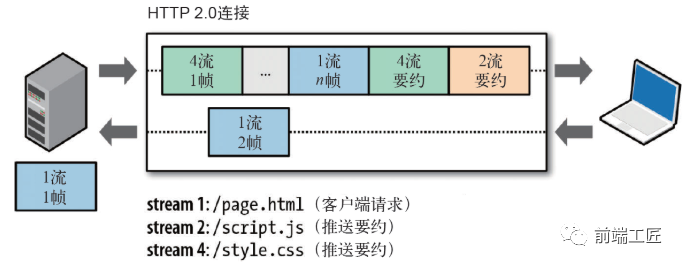 HTTP 2.0连接
4流
1帧
...
1流
n帧
4流
要约
2流
要约
1流
2帧
1流
1帧
stream 1: /page.html（客户端请求）
stream 2: /script.js（推送要约）
stream 4: /style.css（推送要约）
前端工匠